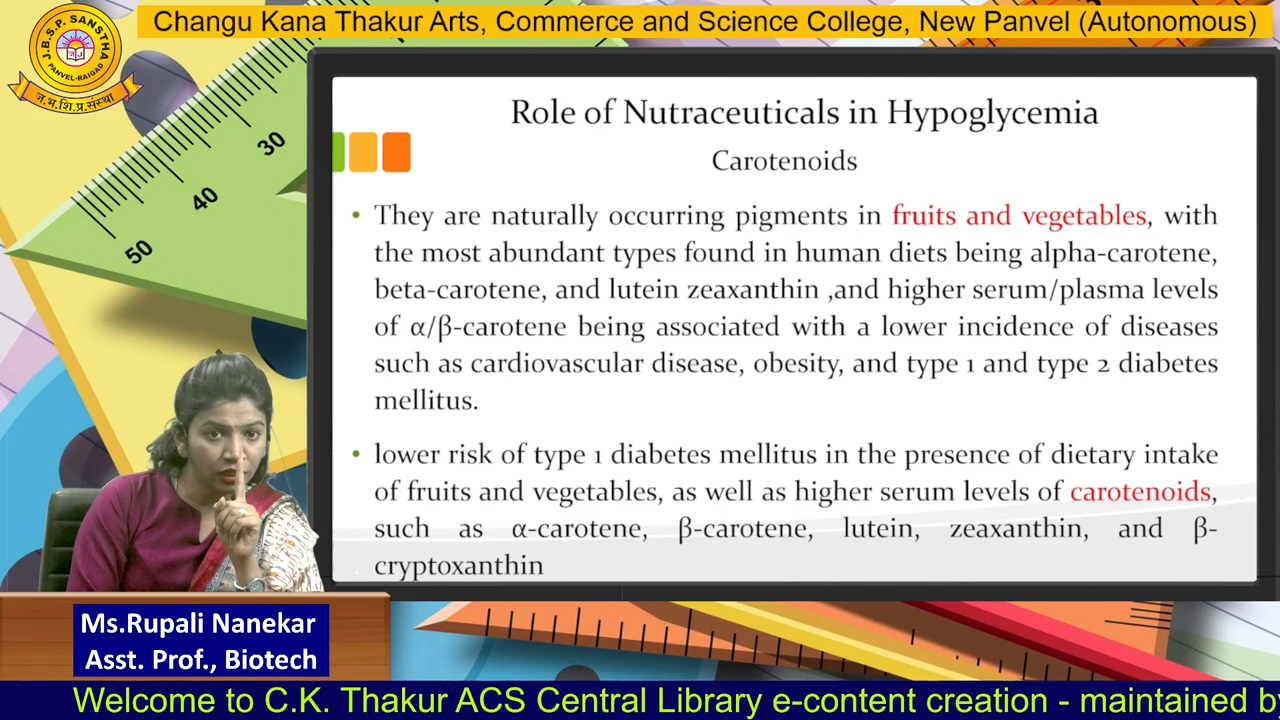 Changu Kana Thakur Arts, Commerce and Science College, New Panvel (Autonomous)
J.B.S.P. SANSTHA
PANVEL-RAIGAD
ज.भ.शि.प्र.संस्था
30
40
50
Role of Nutraceuticals in Hypoglycemia
Carotenoids
• They are naturally occurring pigments in fruits and vegetables, with
the most abundant types found in human diets being alpha-carotene,
beta-carotene, and lutein zeaxanthin ,and higher serum/plasma levels
of α/β-carotene being associated with a lower incidence of diseases
such as cardiovascular disease, obesity, and type 1 and type 2 diabetes
mellitus.
• lower risk of type 1 diabetes mellitus in the presence of dietary intake
of fruits and vegetables, as well as higher serum levels of carotenoids,
such as α-carotene, β-carotene, lutein, zeaxanthin, and β-
cryptoxanthin
Ms.Rupali Nanekar
Asst. Prof., Biotech
Welcome to C.K. Thakur ACS Central Library e-content creation - maintained b